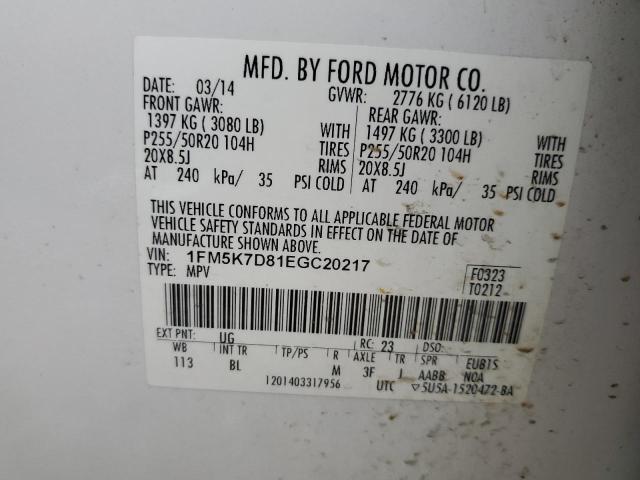 MFD. BY FORD MOTOR CO.
DATE: 03/14 GVWR: 2776 KG ( 6120 LB)
FRONT GAWR: REAR GAWR:
1397 KG ( 3080 LB) WITH 1497 KG ( 3300 LB) WITH
P255/50R20 104H TIRES P255/50R20 104H TIRES
20X8.5J RIMS 20X8.5J RIMS
AT 240 kPa/ 35 PSI COLD AT 240 kPa/ 35 PSI COLD
THIS VEHICLE CONFORMS TO ALL APPLICABLE FEDERAL MOTOR
VEHICLE SAFETY STANDARDS IN EFFECT ON THE DATE OF
MANUFACTURE SHOWN ABOVE.
VIN: 1FM5K7D81EGC20217
TYPE: MPV F0323
T0212
EXT PNT: UG RC: 23 DSO:
WB INT TR TP/PS R AXLE TR SPR EUBTS
113 BL M 3F J AABB NOA
I201403317956 UTC ▽5U5A-1520472-BA